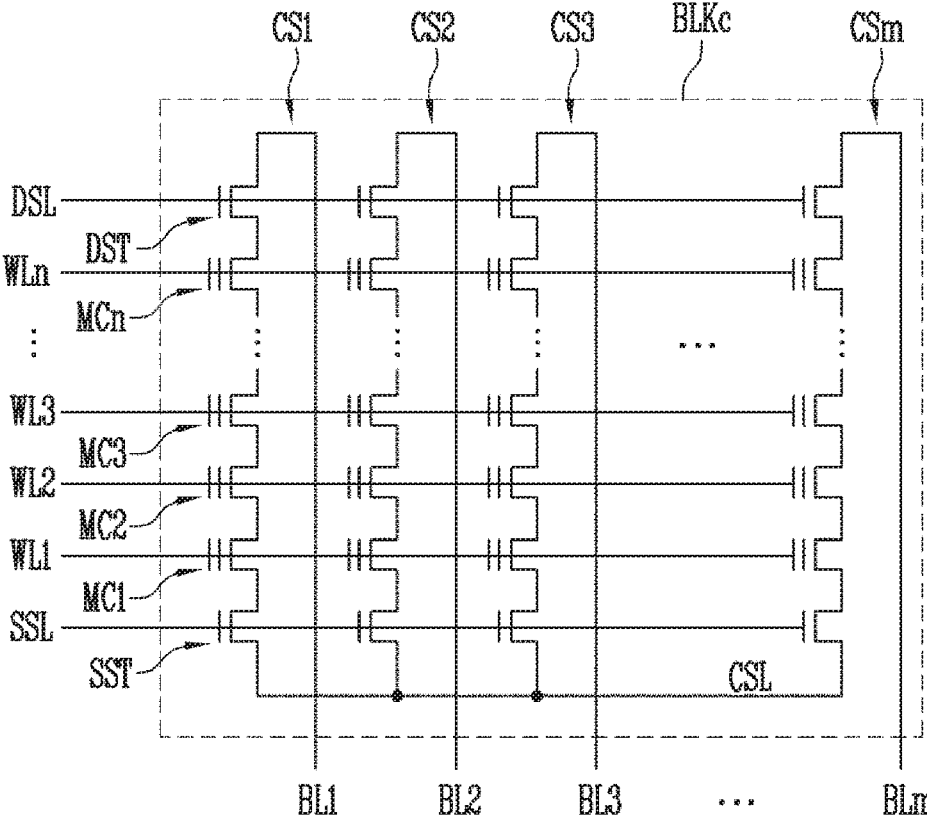 CS1 CS2 CS3 BLKc CSm
DSL
DST
WLn
MCn
...
...
WL3
MC3
WL2
MC2
WL1
MC1
SSL
SST
CSL
BL1 BL2 BL3 ... BLm